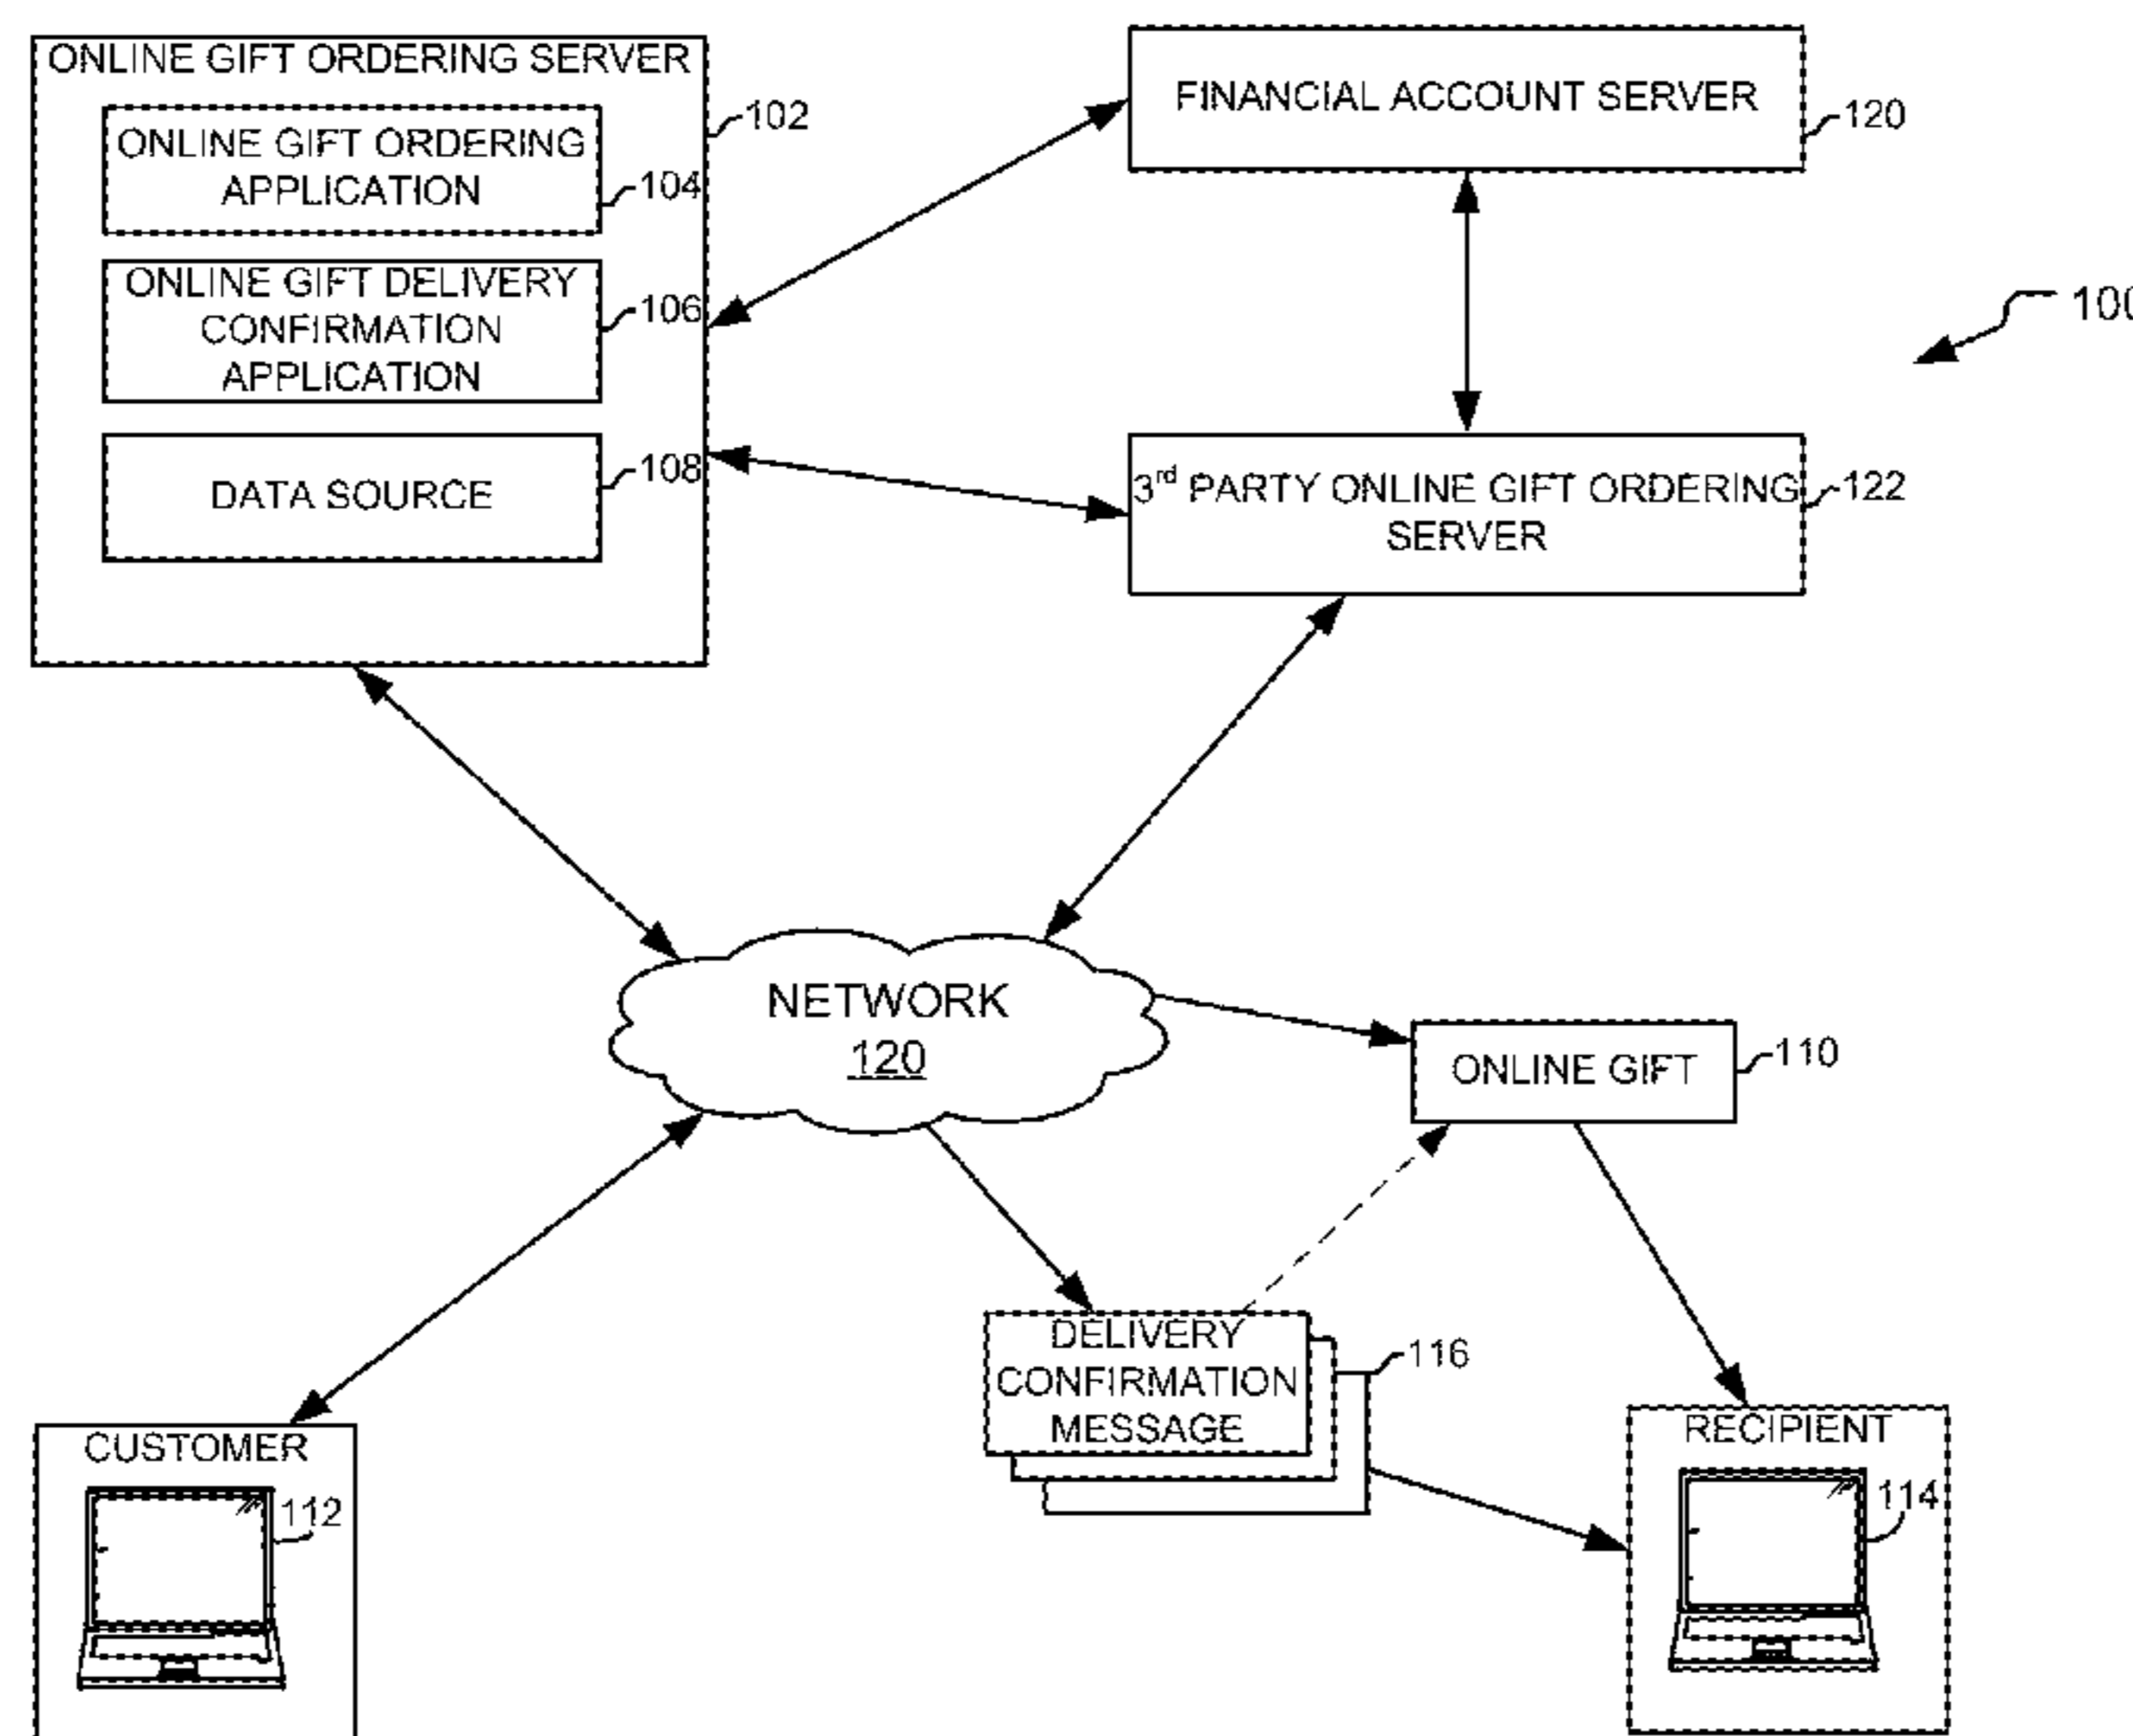 ONLINE GIFT ORDERING SERVER
102
ONLINE GIFT ORDERING
APPLICATION
104
ONLINE GIFT DELIVERY
CONFIRMATION
APPLICATION
106
DATA SOURCE
108
FINANCIAL ACCOUNT SERVER
120
100
3rd PARTY ONLINE GIFT ORDERING
SERVER
122
NETWORK
120
ONLINE GIFT
110
DELIVERY
CONFIRMATION
MESSAGE
116
CUSTOMER
112
RECIPIENT
114